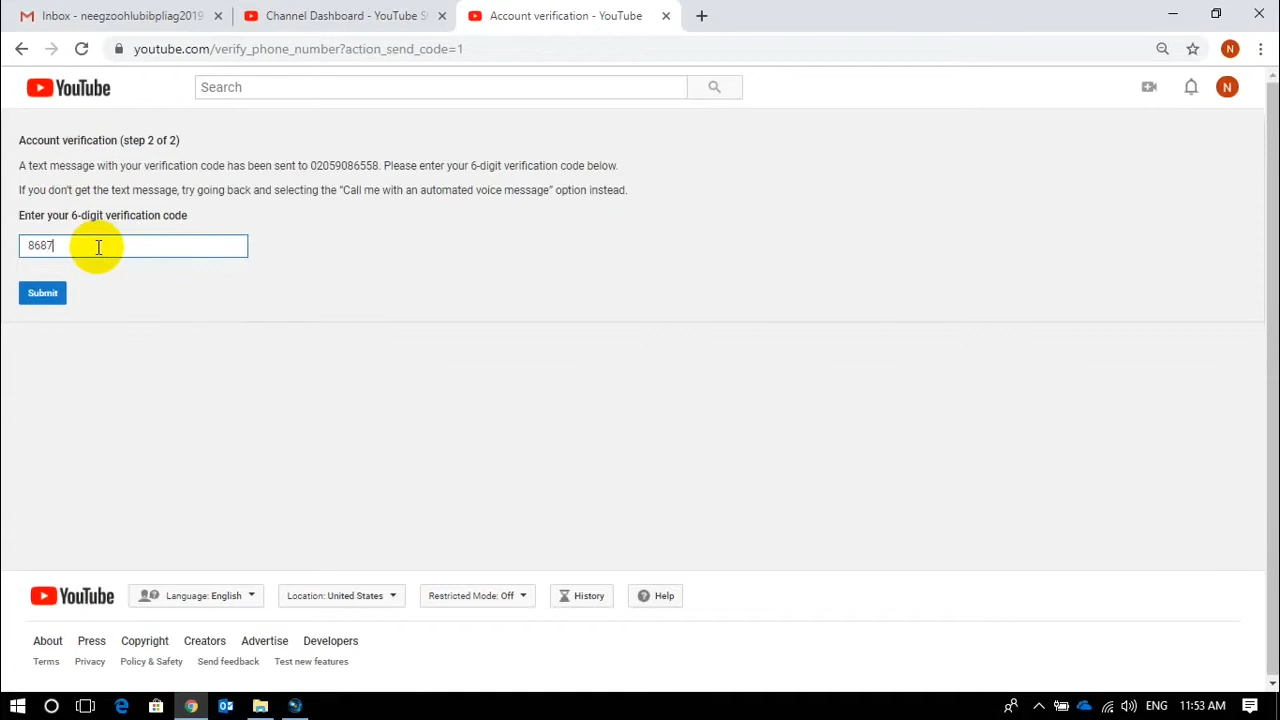 Inbox - neegzoohlubibpliag2019
Channel Dashboard - YouTube S
Account verification - YouTube
youtube.com/verify_phone_number?action_send_code=1
N
YouTube
Search
N
Account verification (step 2 of 2)
A text message with your verification code has been sent to 02059086558. Please enter your 6-digit verification code below.
If you don't get the text message, try going back and selecting the “Call me with an automated voice message” option instead.
Enter your 6-digit verification code
8687
Submit
YouTube
Language: English
Location: United States
Restricted Mode: Off
History
Help
About Press Copyright Creators Advertise Developers
Terms Privacy Policy & Safety Send feedback Test new features
ENG
11:53 AM